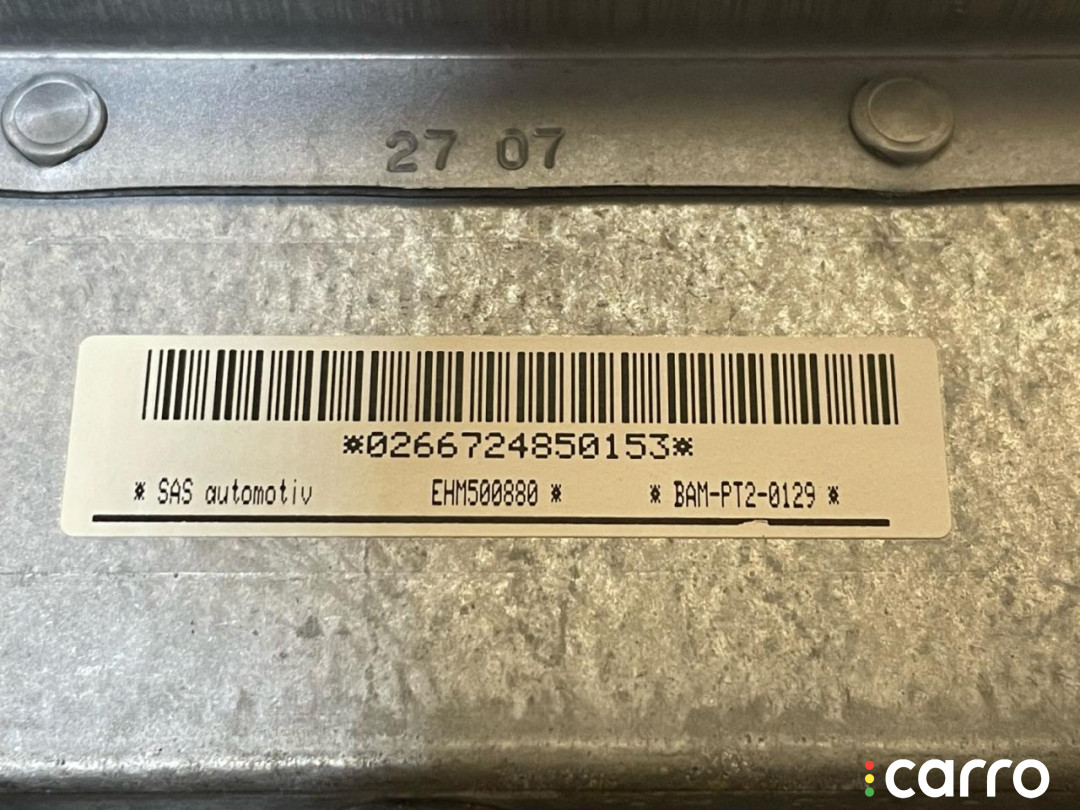 27 07
*0266724850153*
* SAS automotiv EHM500880 * * BAM-PT2-0129 *
carro